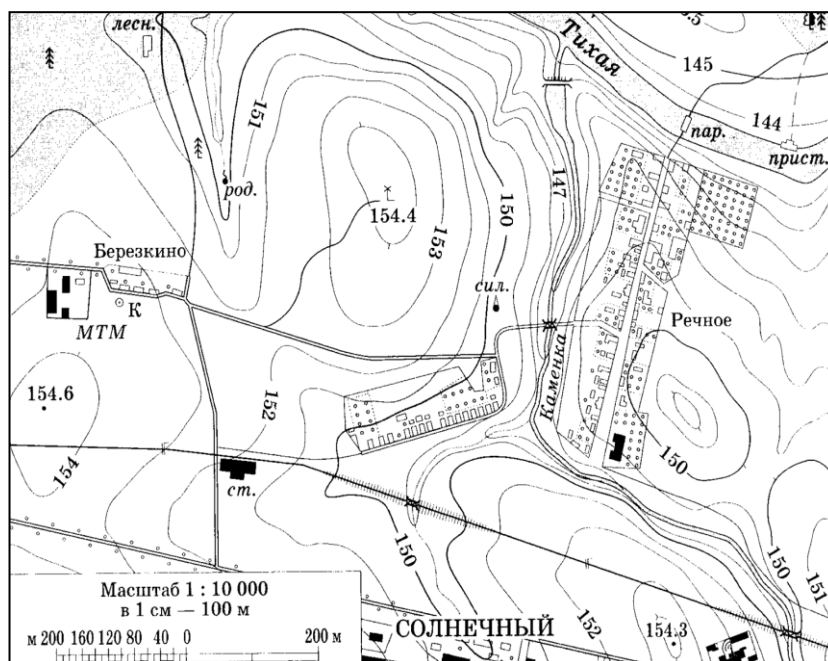 лесн.
Тихая
145
151
144
пар.
прист.
род.
147
154.4
150
153
Березкино
сил.
К
МТМ
Речное
Каменка
154.6
152
154
150
ст.
150
150
151
Масштаб 1 : 10 000
в 1 см — 100 м
м 200 160 120 80 40 0 200 м
СОЛНЕЧНЫЙ
152
154.3